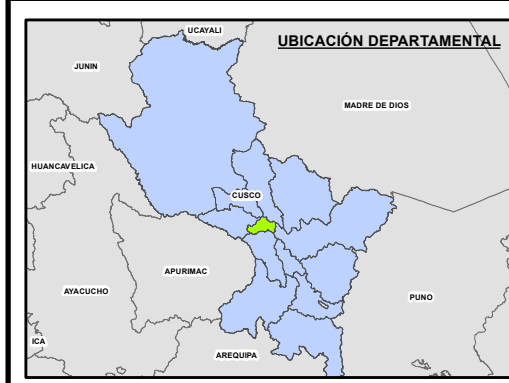 UCAYALI
UBICACIÓN DEPARTAMENTAL
JUNIN
MADRE DE DIOS
HUANCAVELICA
CUSCO
APURIMAC
AYACUCHO
PUNO
ICA
AREQUIPA